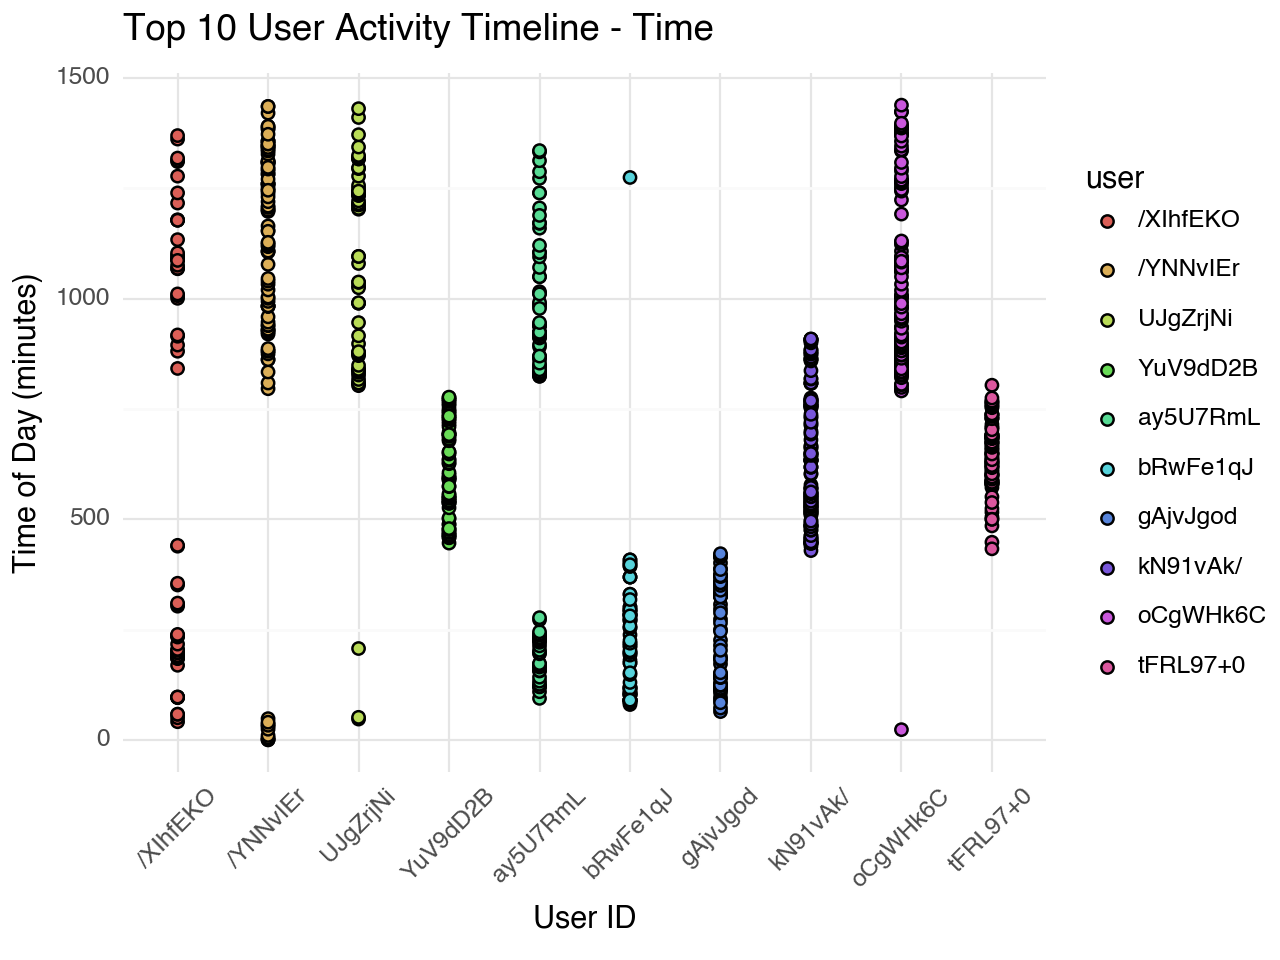 Top 10 User Activity Timeline - Time
1500
1000
500
0
Time of Day (minutes)
/XIhfEKO
/YNNvIEr
UJgZrjNi
YuV9dD2B
ay5U7RmL
bRwFe1qJ
gAjvJgod
kN91vAk/
oCgWHk6C
tFRL97+0
User ID
user
/XIhfEKO
/YNNvIEr
UJgZrjNi
YuV9dD2B
ay5U7RmL
bRwFe1qJ
gAjvJgod
kN91vAk/
oCgWHk6C
tFRL97+0